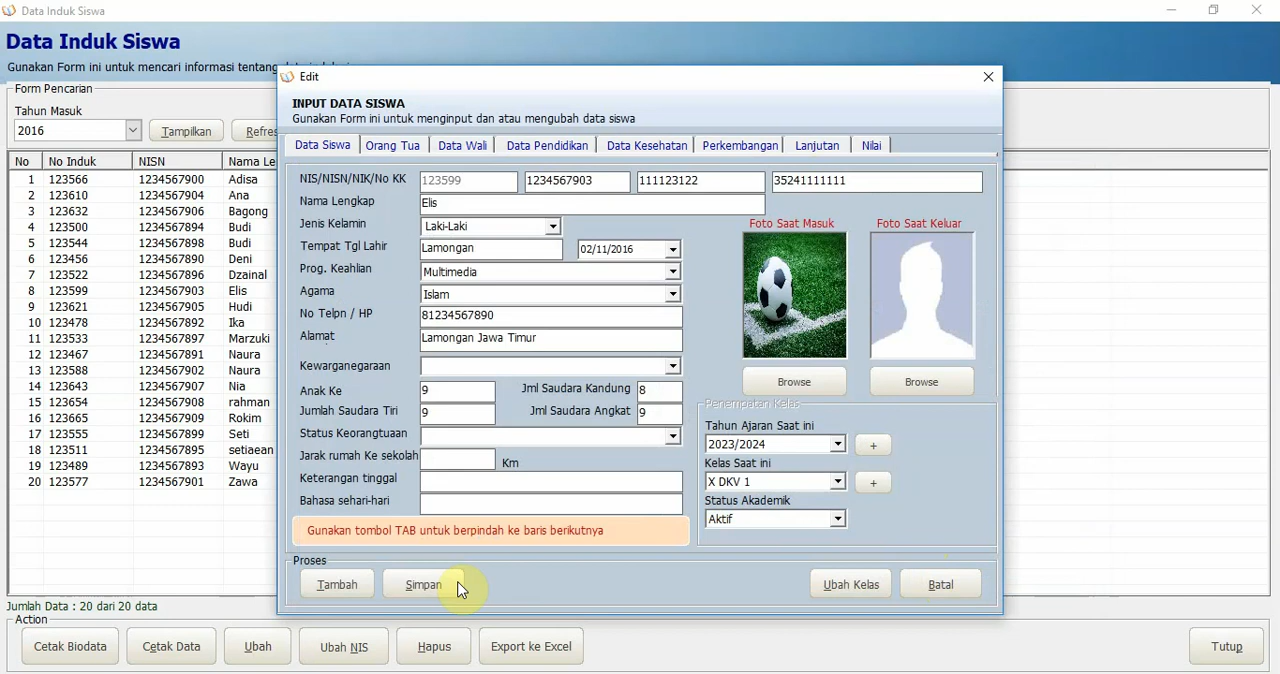 Data Induk Siswa
Data Induk Siswa
Gunakan Form ini untuk mencari informasi tentang
Form Pencarian
Tahun Masuk
2016
Tampilkan
Refres
No No Induk NISN Nama Le
1 123566 1234567900 Adisa
2 123610 1234567904 Ana
3 123632 1234567906 Bagong
4 123500 1234567894 Budi
5 123544 1234567898 Budi
6 123456 1234567890 Deni
7 123522 1234567896 Dzainal
8 123599 1234567903 Elis
9 123621 1234567905 Hudi
10 123478 1234567892 Ika
11 123533 1234567897 Marzuki
12 123467 1234567891 Naura
13 123588 1234567902 Naura
14 123643 1234567907 Nia
15 123654 1234567908 rahman
16 123665 1234567909 Rokim
17 123555 1234567899 Seti
18 123511 1234567895 setiaean
19 123489 1234567893 Wayu
20 123577 1234567901 Zawa
Jumlah Data : 20 dari 20 data
Action
Cetak Biodata
Cetak Data
Ubah
Ubah NIS
Hapus
Export ke Excel
Tutup
Edit
INPUT DATA SISWA
Gunakan Form ini untuk menginput dan atau mengubah data siswa
Data Siswa Orang Tua Data Wali Data Pendidikan Data Kesehatan Perkembangan Lanjutan Nilai
NIS/NISN/NIK/No KK 123599 1234567903 111123122 35241111111
Nama Lengkap Elis
Jenis Kelamin Laki-Laki
Tempat Tgl Lahir Lamongan 02/11/2016
Prog. Keahlian Multimedia
Agama Islam
No Telpn / HP 81234567890
Alamat Lamongan Jawa Timur
Kewarganegaraan
Anak Ke 9 Jml Saudara Kandung 8
Jumlah Saudara Tiri 9 Jml Saudara Angkat 9
Status Keorangtuaan
Jarak rumah Ke sekolah Km
Keterangan tinggal
Bahasa sehari-hari
Gunakan tombol TAB untuk berpindah ke baris berikutnya
Foto Saat Masuk Foto Saat Keluar
Browse Browse
Penempatan Kelas
Tahun Ajaran Saat ini
2023/2024 +
Kelas Saat ini
X DKV 1 +
Status Akademik
Aktif
Proses
Tambah Simpan Ubah Kelas Batal